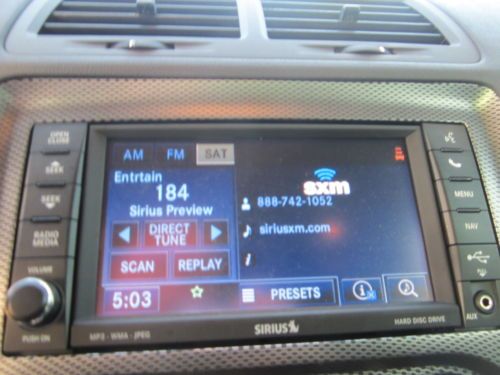 OPEN
CLOSE
SEEK
SEEK
RADIO
MEDIA
VOLUME
PUSH ON
AM FM SAT
Entrtain
184
Sirius Preview
DIRECT
TUNE
SCAN REPLAY
5:03
PRESETS
sxm
888-742-1052
siriusxm.com
MENU
NAV
AUX
MP3 - WMA - JPEG
SIRIUS
HARD DISC DRIVE